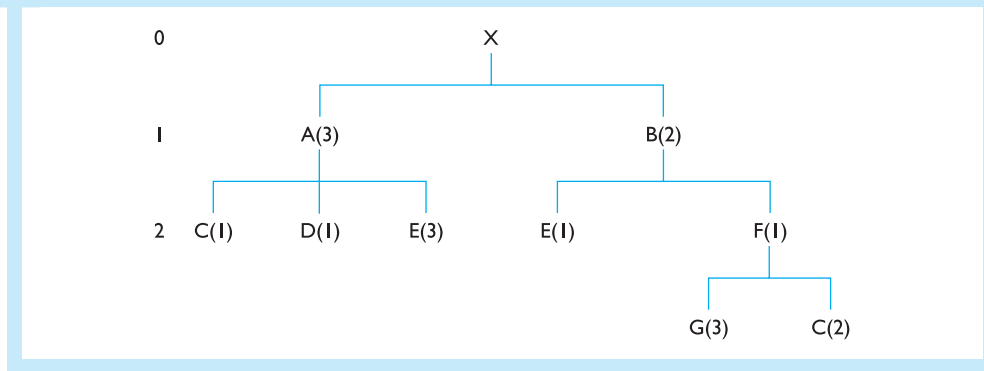 0 X
1 A(3) B(2)
2 C(1) D(1) E(3) E(1) F(1)
G(3) C(2)